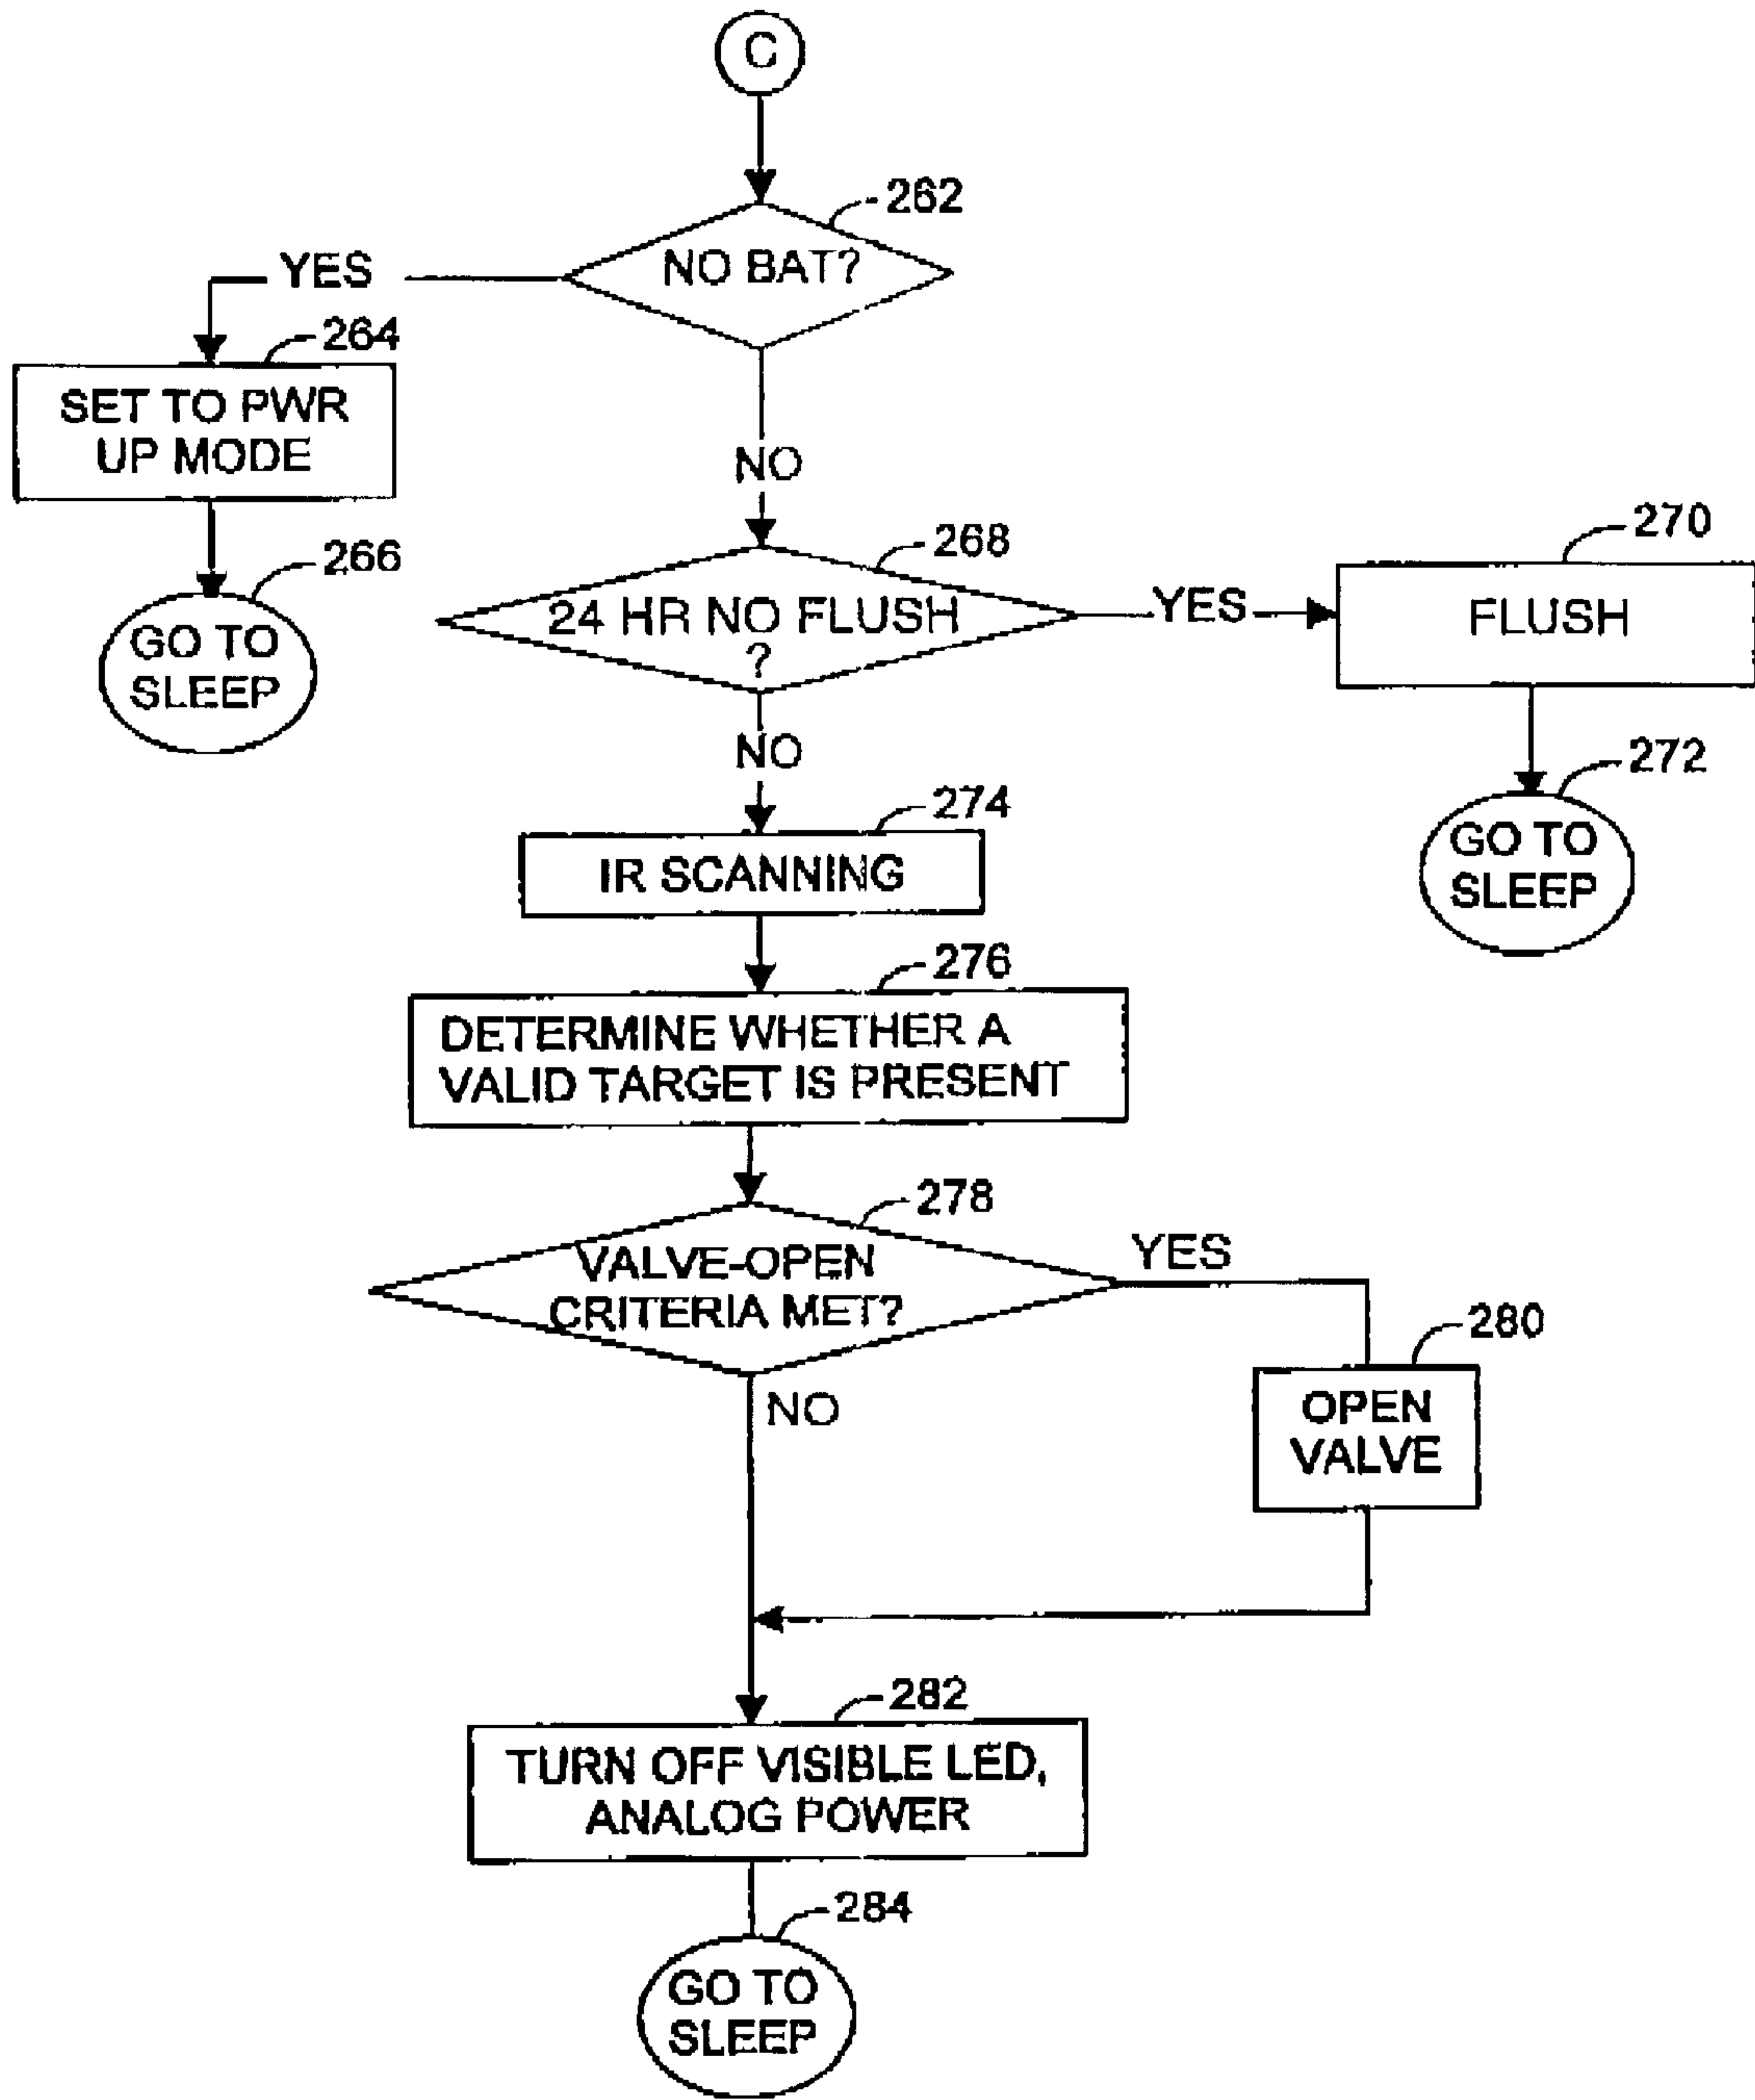 C
262
NO BAT?
YES
264
SET TO PWR
UP MODE
NO
266
GO TO
SLEEP
268
24 HR NO FLUSH
?
YES
270
FLUSH
NO
272
GO TO
SLEEP
274
IR SCANNING
276
DETERMINE WHETHER A
VALID TARGET IS PRESENT
278
VALVE-OPEN
CRITERIA MET?
YES
280
OPEN
VALVE
NO
282
TURN OFF VISIBLE LED,
ANALOG POWER
284
GO TO
SLEEP